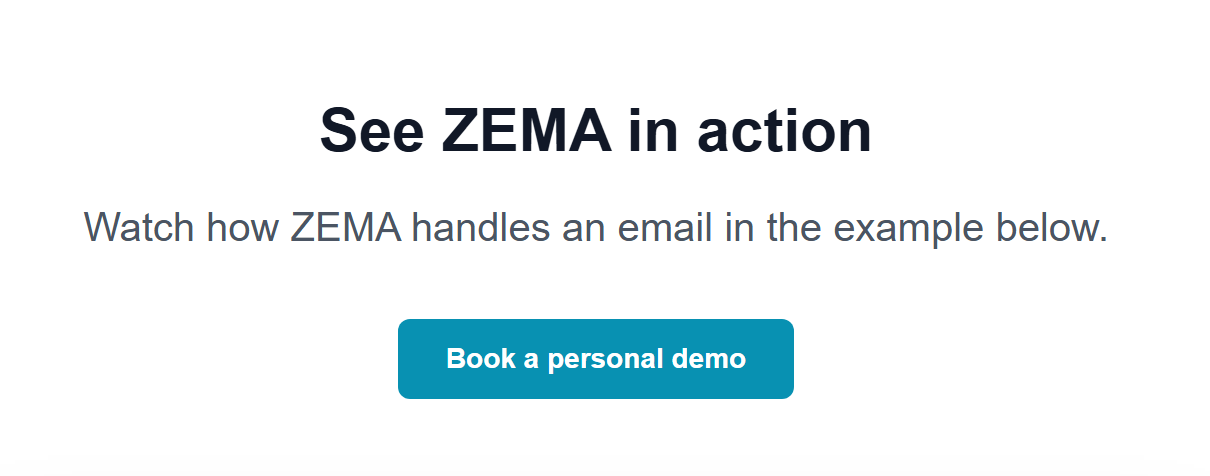 See ZEMA in action
Watch how ZEMA handles an email in the example below.
Book a personal demo